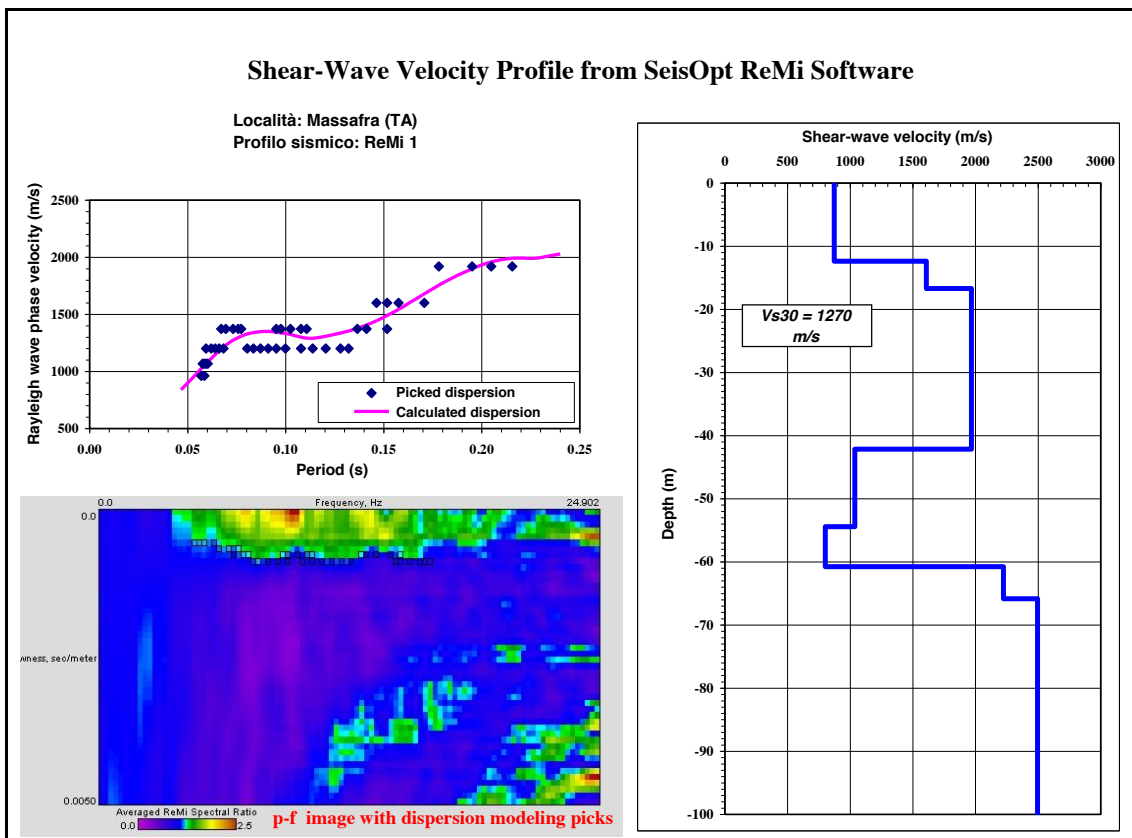 Shear-Wave Velocity Profile from SeisOpt ReMi Software
Località: Massafra (TA)
Profilo sismico: ReMi 1
Rayleigh wave phase velocity (m/s)
2500
2000
1500
1000
500
0.00 0.05 0.10 0.15 0.20 0.25
Period (s)
Picked dispersion
Calculated dispersion
Shear-wave velocity (m/s)
0 500 1000 1500 2000 2500 3000
Depth (m)
0
-10
-20
-30
-40
-50
-60
-70
-80
-90
-100
Vs30 = 1270
m/s
0.0 Frequency, Hz 24.902
0.0
wness, sec/meter
0.0050
Averaged ReMi Spectral Ratio
0.0 2.5
p-f image with dispersion modeling picks